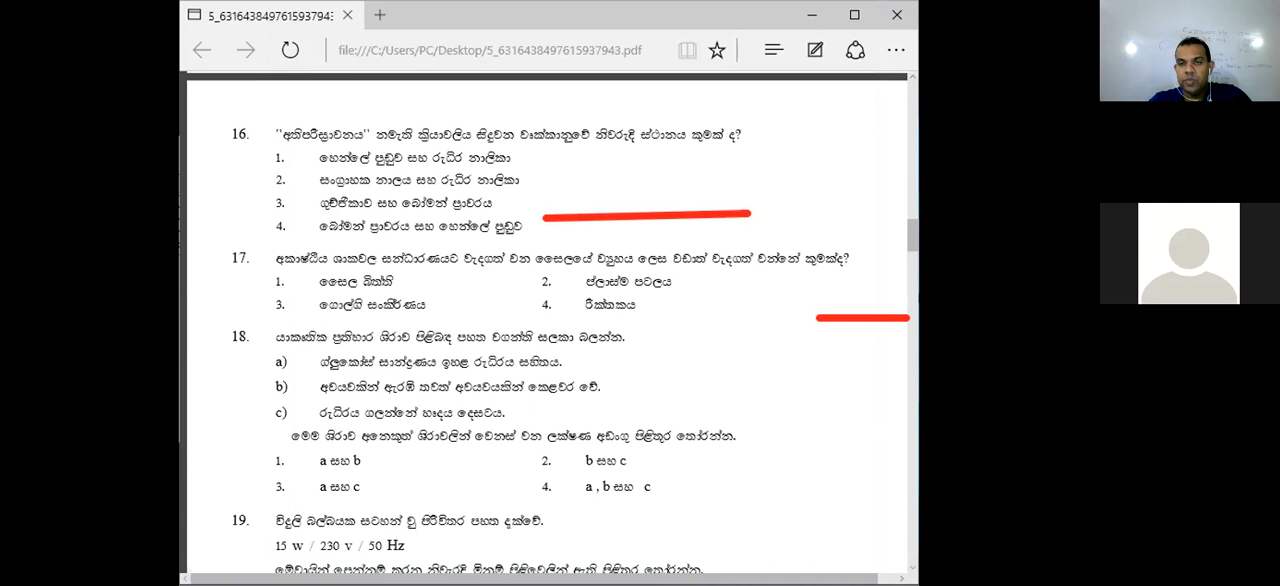 5_6316438497615937943
file:///C:/Users/PC/Desktop/5_6316438497615937943.pdf
16. "අතිපරිස්‍රාවනය" නමැති ක්‍රියාවලිය සිදුවන වෘක්කානුවේ නිවරුදි ස්ථානය කුමක් ද?
1. හෙන්ලේ පුඩුව සහ රුධිර නාලිකා
2. සංග්‍රාහක නාලය සහ රුධිර නාලිකා
3. ගුච්ඡිකාව සහ බෝමන් ප්‍රාවරය
4. බෝමන් ප්‍රාවරය සහ හෙන්ලේ පුඩුව
17. අකාෂ්ඨීය ශාකවල සන්ධාරණයට වැදගත් වන සෛලයේ ව්‍යුහය ලෙස වඩාත් වැදගත් වන්නේ කුමක්ද?
1. සෛල බිත්ති 2. ප්ලාස්ම පටලය
3. ගොල්ගි සංකීර්ණය 4. රික්තකය
18. යාකෘතික ප්‍රතිහාර ශිරාව පිළිබඳ පහත වගන්ති සලකා බලන්න.
a) ග්ලූකෝස් සාන්ද්‍රණය ඉහළ රුධිරය සහිතය.
b) අවයවකින් ඇරඹී තවත් අවයවයකින් කෙළවර වේ.
c) රුධිරය ගලන්නේ හෘදය දෙසටය.
මෙම ශිරාව අනෙකුත් ශිරාවලින් වෙනස් වන ලක්ෂණ අඩංගු පිළිතුර තෝරන්න.
1. a සහ b 2. b සහ c
3. a සහ c 4. a , b සහ c
19. විදුලි බල්බයක සටහන් වූ පිරිවිතර පහත දැක්වේ.
15 w / 230 v / 50 Hz
මේවායින් පෙන්නුම් කරන නිවැරදි මිනුම් පිළිවෙලින් ඇති පිළිතුර තෝරන්න.